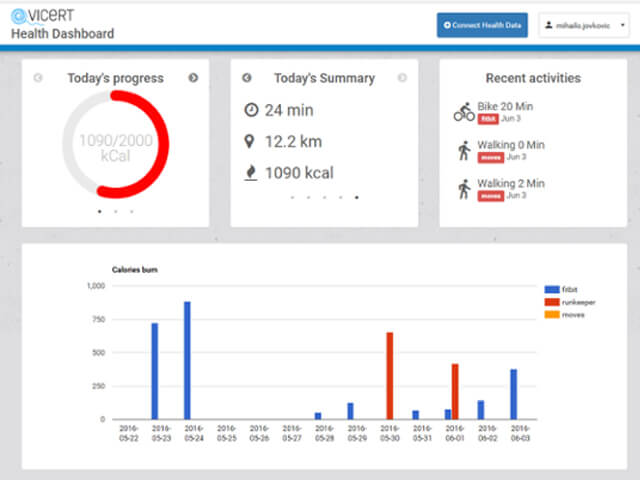 VICERT
Health Dashboard
Connect Health Data
mihailo.jovkovic
Today's progress
1090/2000
kCal
Today's Summary
24 min
12.2 km
1090 kcal
Recent activities
Bike 20 Min
fitbit Jun 3
Walking 0 Min
moves Jun 3
Walking 2 Min
moves Jun 3
Calories burn
1,000
750
500
250
0
2016-
05-22
2016-
05-23
2016-
05-24
2016-
05-25
2016-
05-26
2016-
05-27
2016-
05-28
2016-
05-29
2016-
05-30
2016-
05-31
2016-
06-01
2016-
06-02
2016-
06-03
fitbit
runkeeper
moves